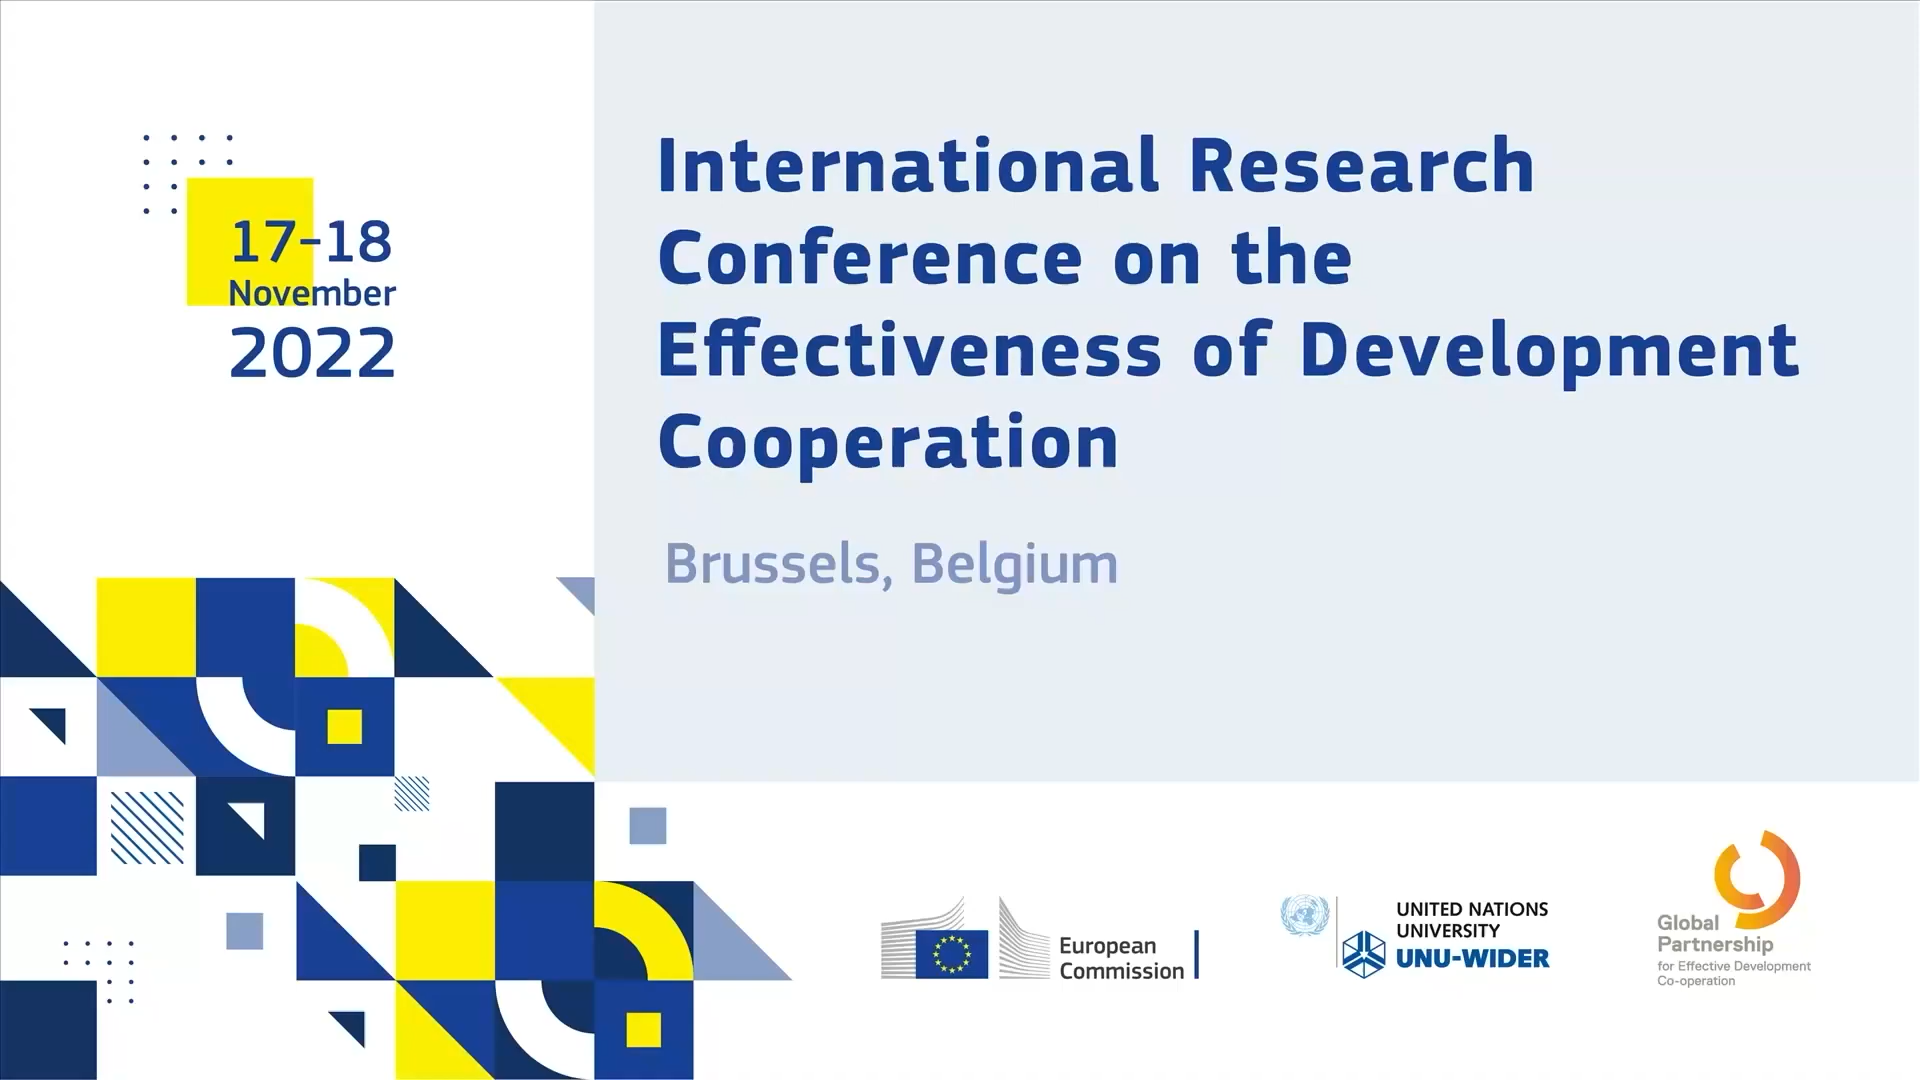 17-18
November
2022
International Research
Conference on the
Effectiveness of Development
Cooperation
Brussels, Belgium
European
Commission
UNITED NATIONS
UNIVERSITY
UNU-WIDER
Global
Partnership
for Effective Development
Co-operation